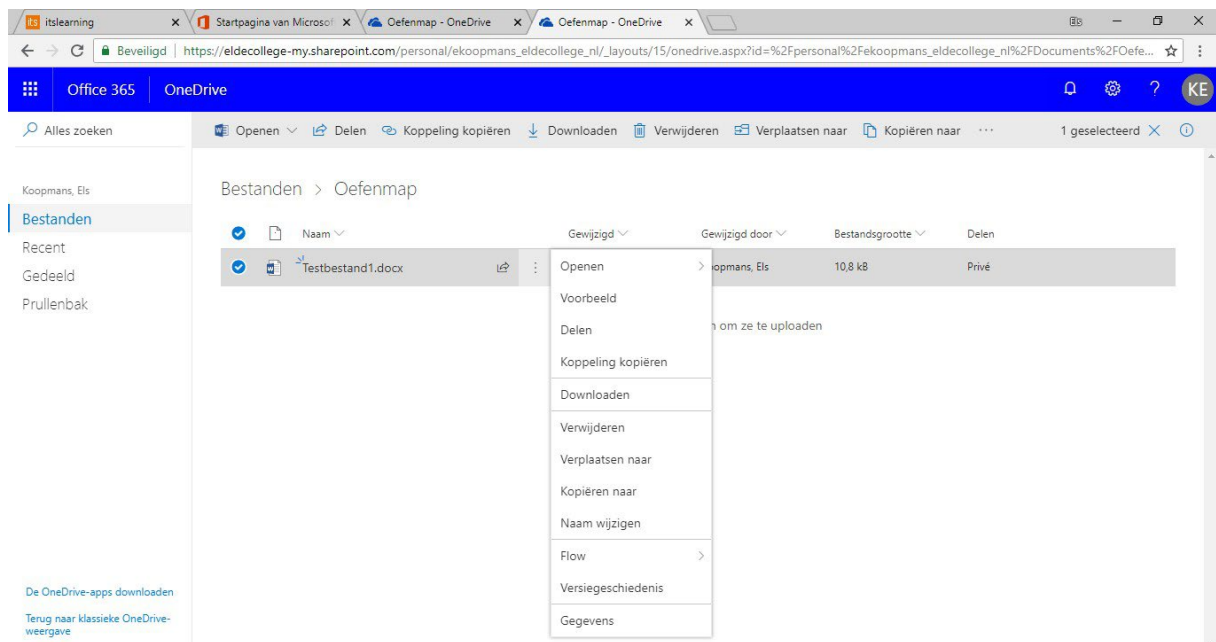 its itslearning
Startpagina van Microsof
Oefenmap - OneDrive
Oefenmap - OneDrive
Beveiligd https://eldecollege-my.sharepoint.com/personal/ekoopmans_eldecollege_nl/_layouts/15/onedrive.aspx?id=%2Fpersonal%2Fekoopmans_eldecollege_nl%2FDocuments%2FOefe...
Office 365 OneDrive
KE
Alles zoeken
Openen Delen Koppeling kopiëren Downloaden Verwijderen Verplaatsen naar Kopiëren naar ... 1 geselecteerd
Koopmans, Els
Bestanden
Recent
Gedeeld
Prullenbak
De OneDrive-apps downloaden
Terug naar klassieke OneDrive-
weergave
Bestanden > Oefenmap
Naam Gewijzigd Gewijzigd door Bestandsgrootte Delen
Testbestand1.docx opmans, Els 10,8 kB Privé
n om ze te uploaden
Openen
Voorbeeld
Delen
Koppeling kopiëren
Downloaden
Verwijderen
Verplaatsen naar
Kopiëren naar
Naam wijzigen
Flow
Versiegeschiedenis
Gegevens